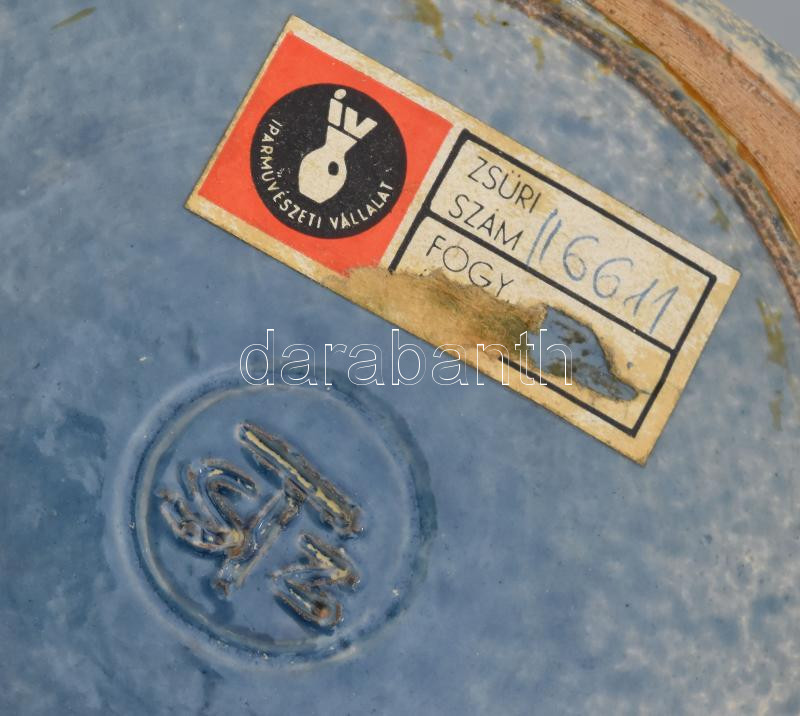 iv
IPARMŰVÉSZETI VÁLLALAT
ZSŰRI
SZÁM 116611
FOGY.
darabanth